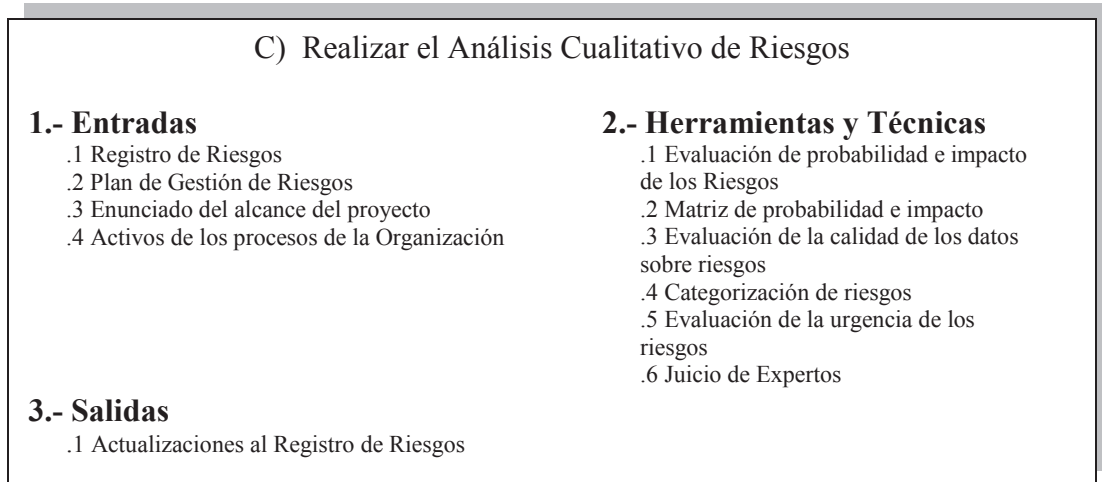 C) Realizar el Análisis Cualitativo de Riesgos
1.- Entradas
.1 Registro de Riesgos
.2 Plan de Gestión de Riesgos
.3 Enunciado del alcance del proyecto
.4 Activos de los procesos de la Organización
2.- Herramientas y Técnicas
.1 Evaluación de probabilidad e impacto
de los Riesgos
.2 Matriz de probabilidad e impacto
.3 Evaluación de la calidad de los datos
sobre riesgos
.4 Categorización de riesgos
.5 Evaluación de la urgencia de los
riesgos
.6 Juicio de Expertos
3.- Salidas
.1 Actualizaciones al Registro de Riesgos